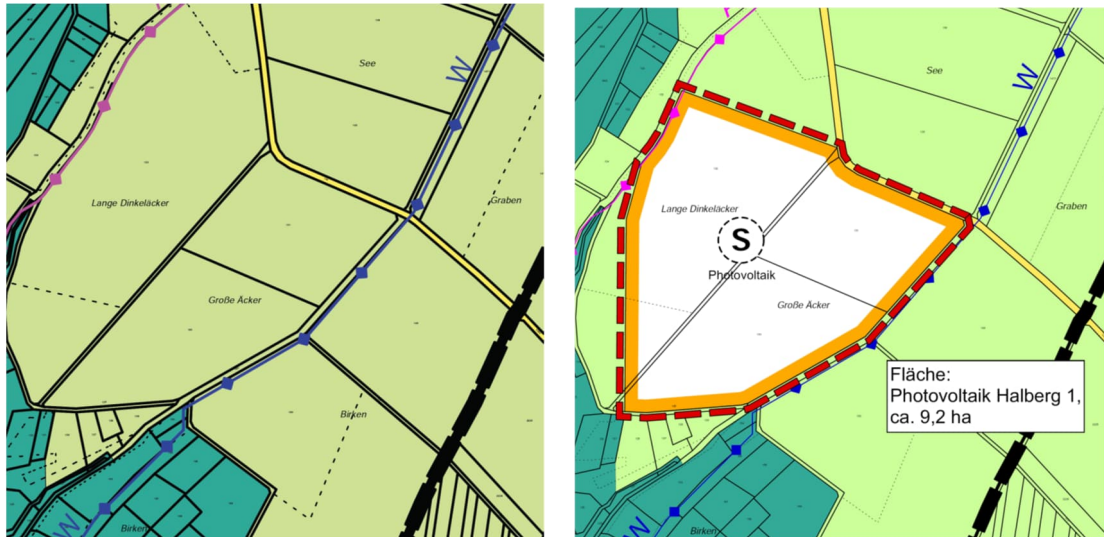 See
W
Graben
Lange Dinkeläcker
Große Äcker
Birken
Birken
W
See
W
Graben
Lange Dinkeläcker
S
Photovoltaik
Große Äcker
Fläche:
Photovoltaik Halberg 1,
ca. 9,2 ha
Birken
W